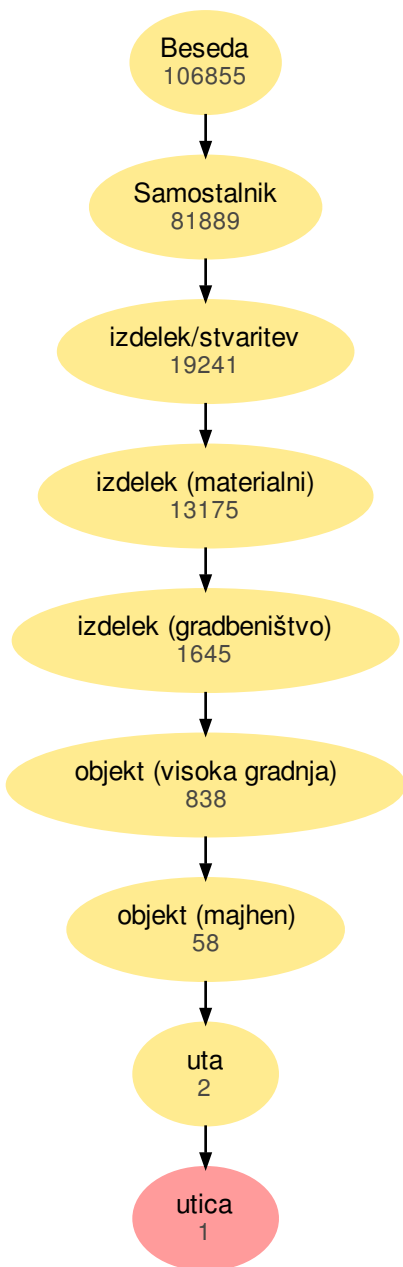 Beseda
106855
Samostalnik
81889
izdelek/stvaritev
19241
izdelek (materialni)
13175
izdelek (gradbeništvo)
1645
objekt (visoka gradnja)
838
objekt (majhen)
58
uta
2
utica
1